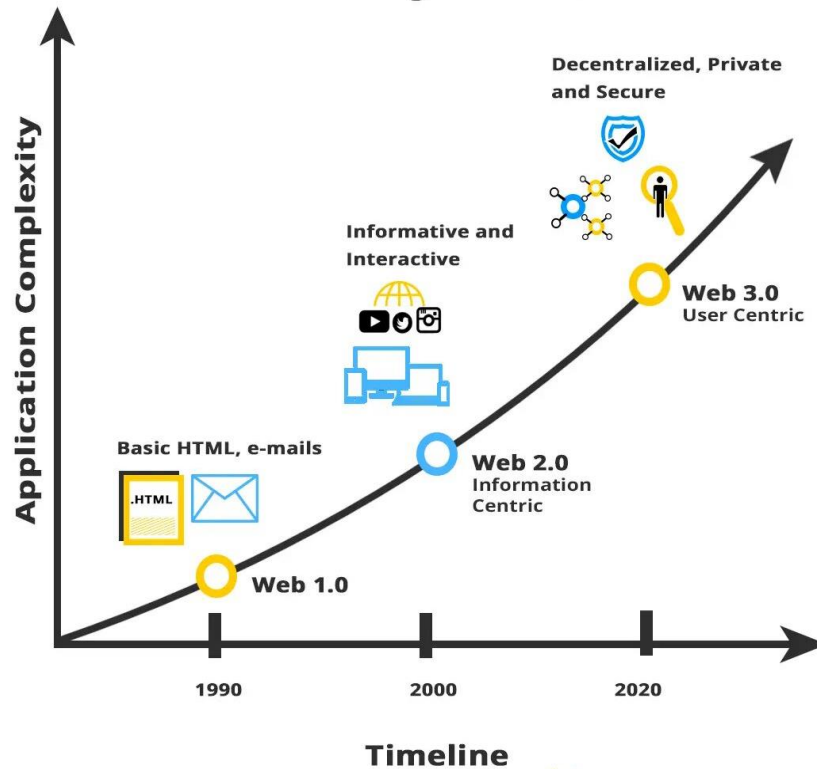 Decentralized, Private
and Secure
Application Complexity
Informative and
Interactive
Web 3.0
User Centric
Basic HTML, e-mails
.HTML
Web 2.0
Information
Centric
Web 1.0
1990
2000
2020
Timeline